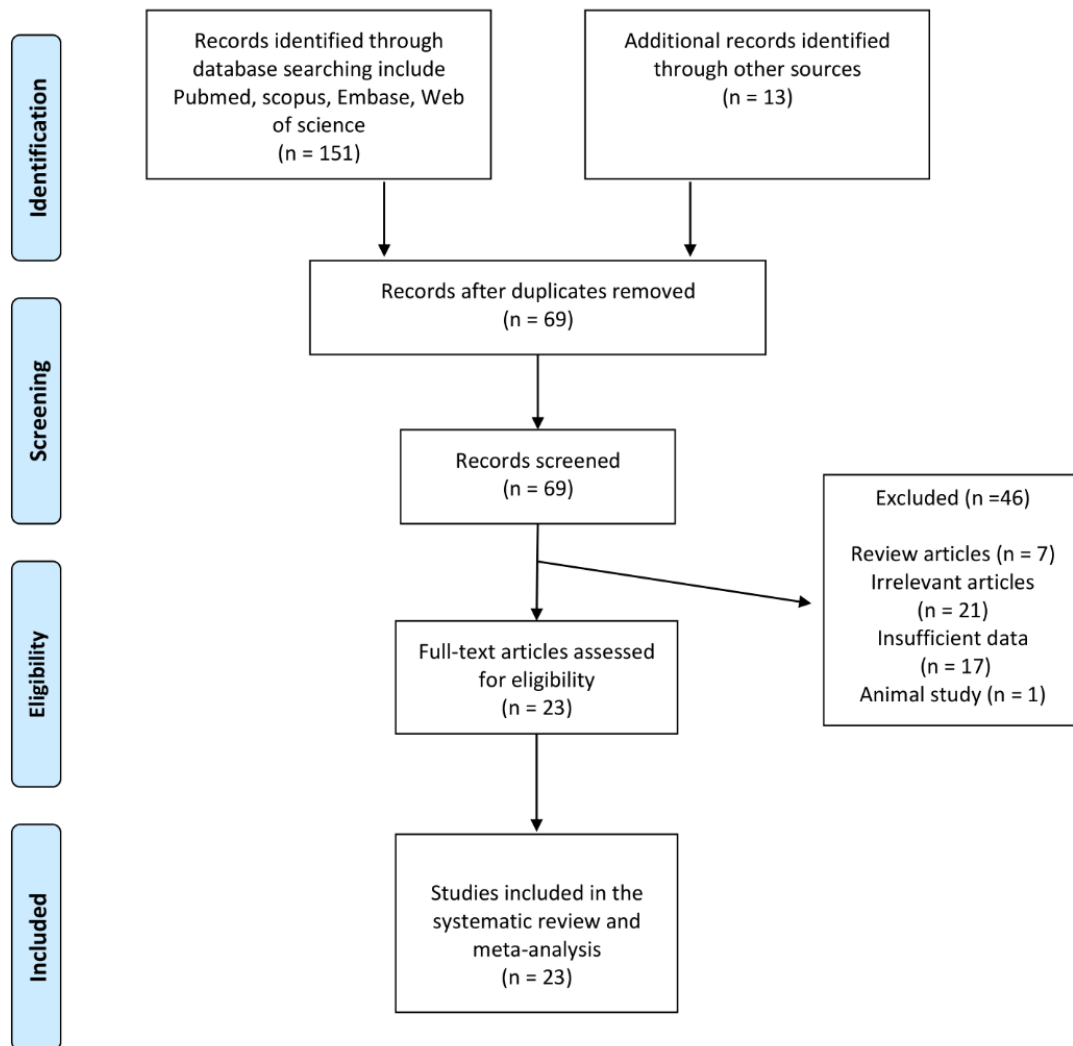 Identification
Records identified through
database searching include
Pubmed, scopus, Embase, Web
of science
(n = 151)
Additional records identified
through other sources
(n = 13)
Records after duplicates removed
(n = 69)
Screening
Records screened
(n = 69)
Excluded (n =46)
Review articles (n = 7)
Irrelevant articles
(n = 21)
Insufficient data
(n = 17)
Animal study (n = 1)
Eligibility
Full-text articles assessed
for eligibility
(n = 23)
Included
Studies included in the
systematic review and
meta-analysis
(n = 23)